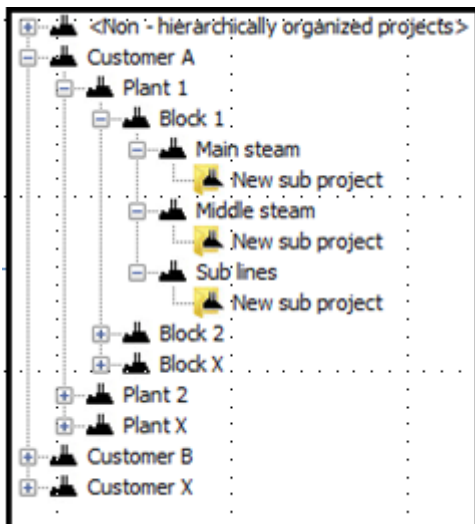 <Non - hierarchically organized projects>
Customer A
Plant 1
Block 1
Main steam
New sub project
Middle steam
New sub project
Sub lines
New sub project
Block 2
Block X
Plant 2
Plant X
Customer B
Customer X